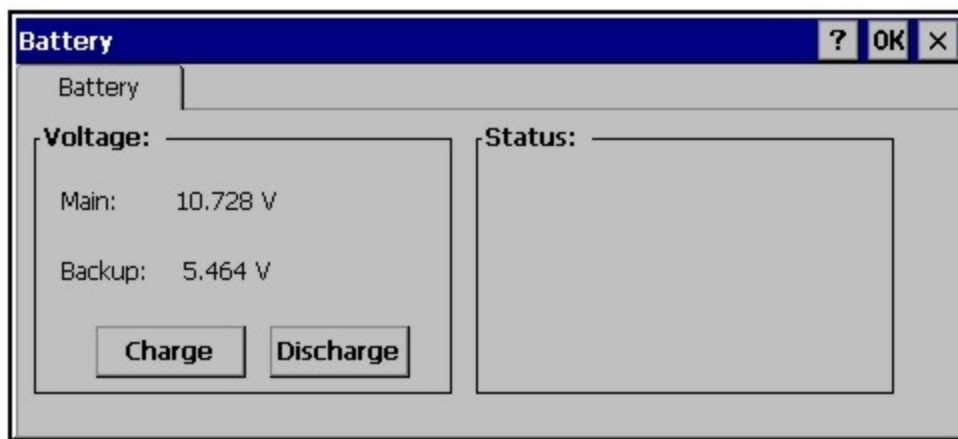 Battery ? OK ×
Battery
Voltage:
Main: 10.728 V
Backup: 5.464 V
Charge Discharge
Status: